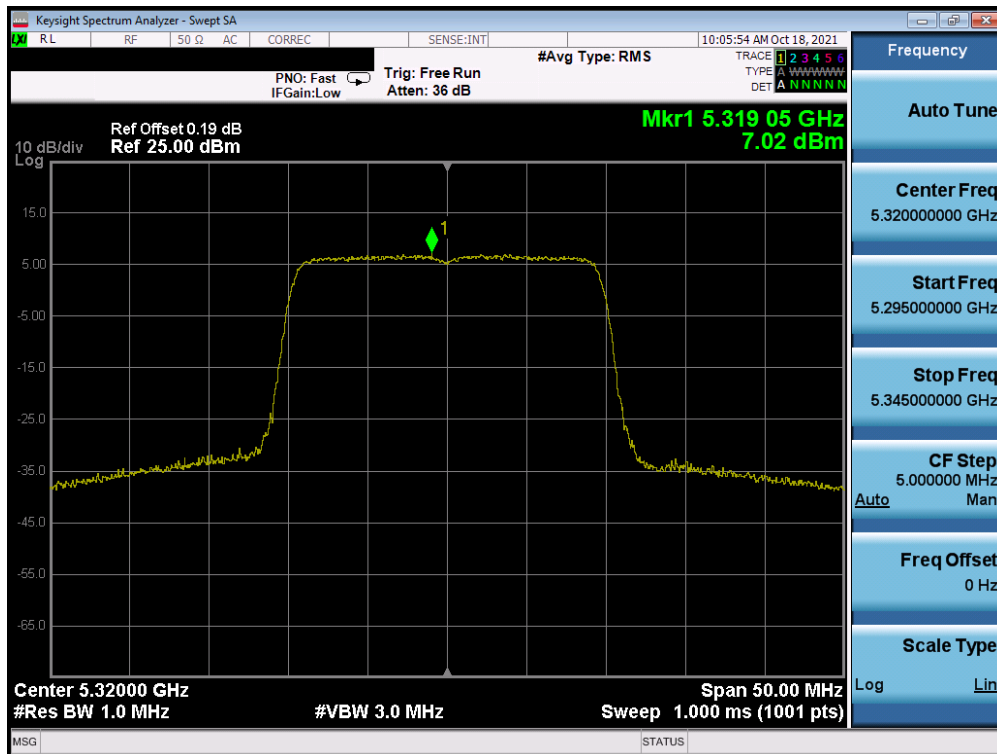 Keysight Spectrum Analyzer - Swept SA
LXI RL RF 50 Ω AC CORREC SENSE:INT 10:05:54 AM Oct 18, 2021
#Avg Type: RMS
TRACE 1 2 3 4 5 6
TYPE A WWWWW
DET A N N N N N
PNO: Fast
IFGain:Low
Trig: Free Run
Atten: 36 dB
Mkr1 5.319 05 GHz
7.02 dBm
Ref Offset 0.19 dB
Ref 25.00 dBm
10 dB/div
Log
15.0
5.00
-5.00
-15.0
-25.0
-35.0
-45.0
-55.0
-65.0
1
Center 5.32000 GHz
Span 50.00 MHz
#Res BW 1.0 MHz
#VBW 3.0 MHz
Sweep 1.000 ms (1001 pts)
MSG
STATUS
Frequency
Auto Tune
Center Freq
5.320000000 GHz
Start Freq
5.295000000 GHz
Stop Freq
5.345000000 GHz
CF Step
5.000000 MHz
Auto Man
Freq Offset
0 Hz
Scale Type
Log Lin